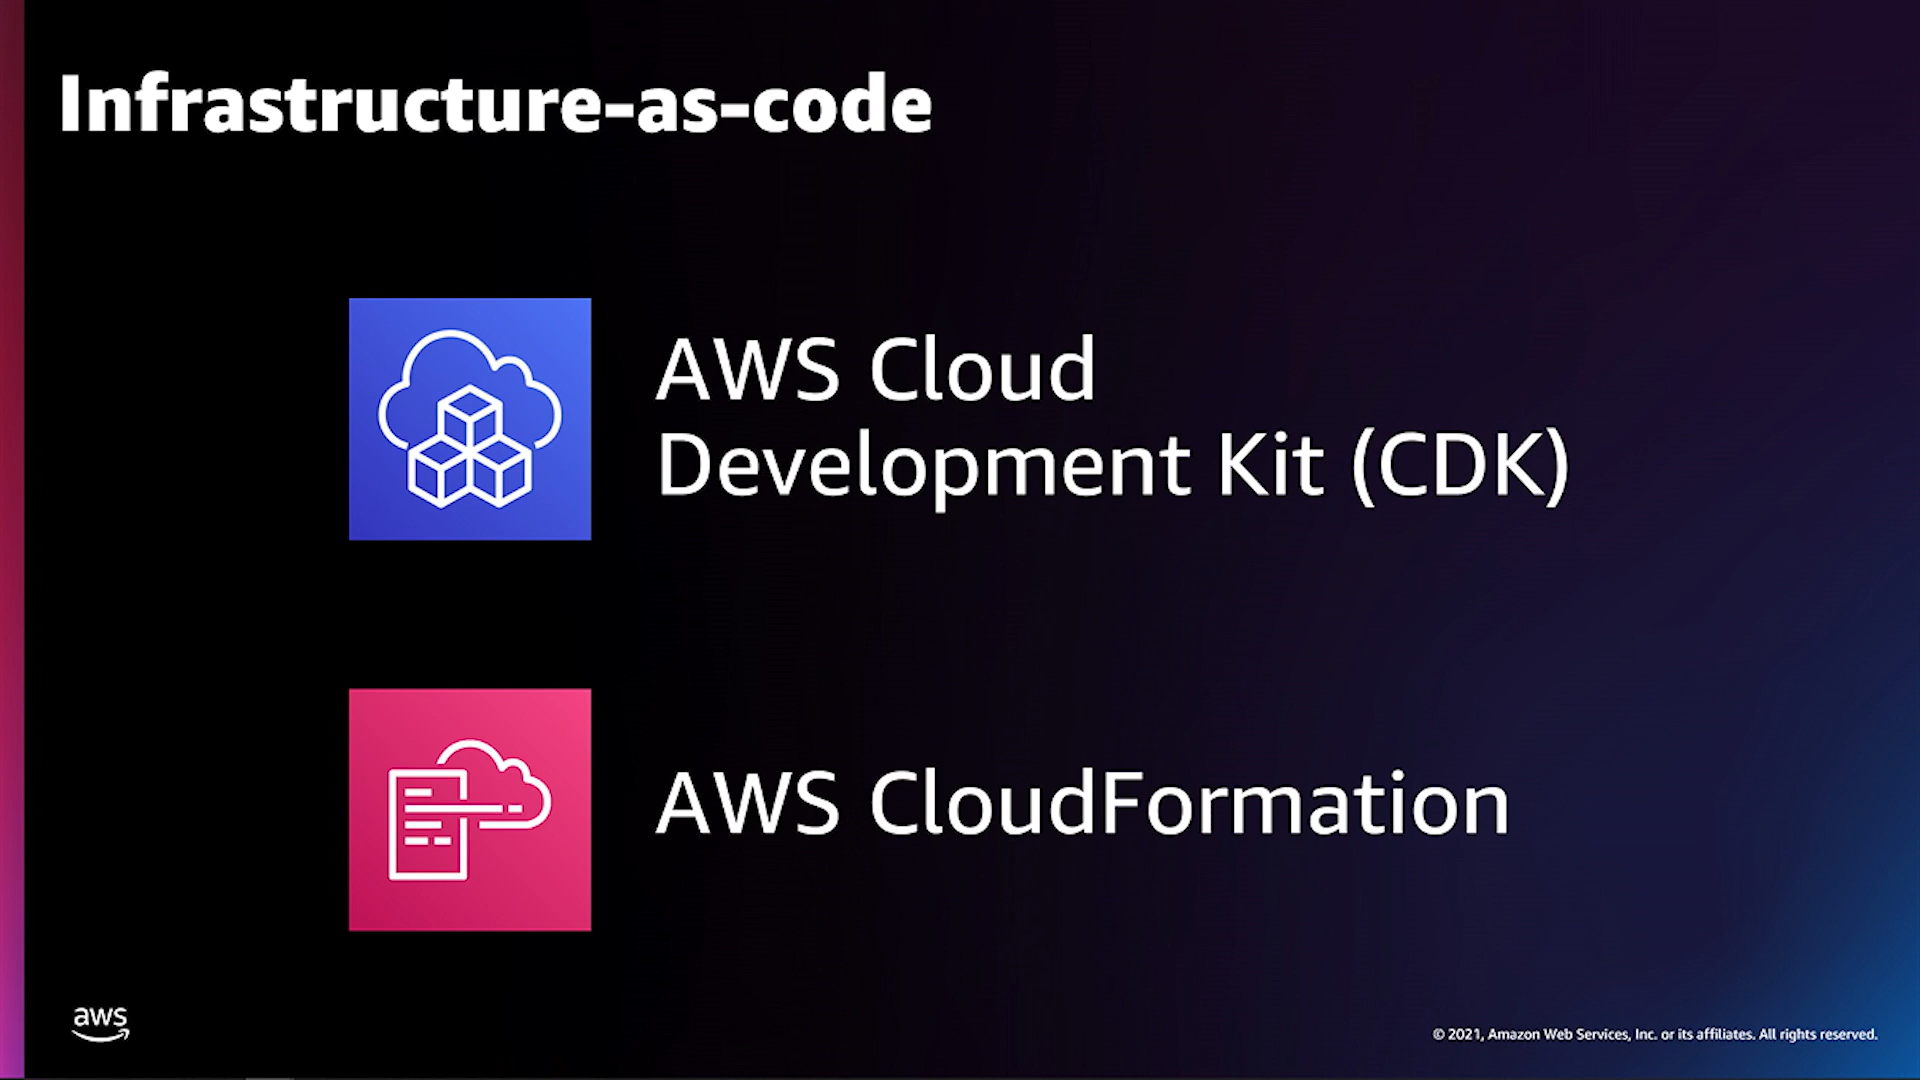 Infrastructure-as-code
AWS Cloud
Development Kit (CDK)
AWS CloudFormation
aws
© 2021, Amazon Web Services, Inc. or its affiliates. All rights reserved.